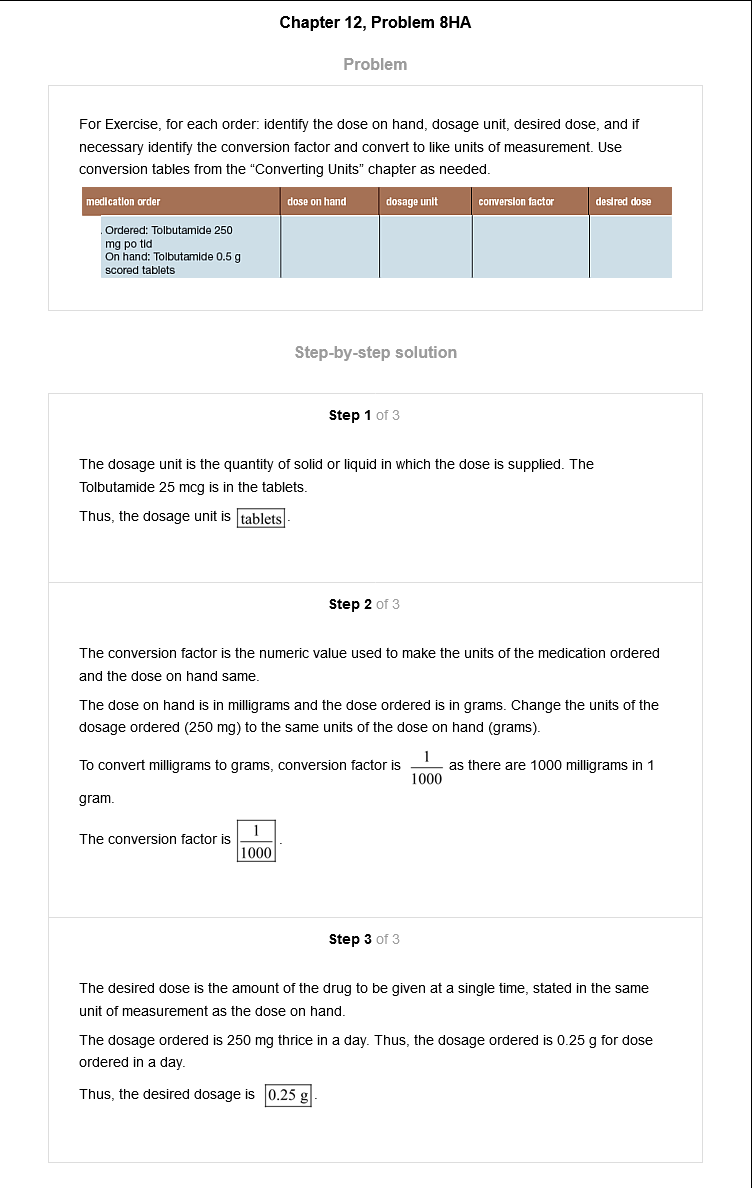 Chapter 12, Problem 8HA
Problem
For Exercise, for each order: identify the dose on hand, dosage unit, desired dose, and if
necessary identify the conversion factor and convert to like units of measurement. Use
conversion tables from the “Converting Units” chapter as needed.
medication order dose on hand dosage unit conversion factor desired dose
. Ordered: Tolbutamide 250
mg po tid
On hand: Tolbutamide 0.5 g
scored tablets
Step-by-step solution
Step 1 of 3
The dosage unit is the quantity of solid or liquid in which the dose is supplied. The
Tolbutamide 25 mcg is in the tablets.
Thus, the dosage unit is tablets.
Step 2 of 3
The conversion factor is the numeric value used to make the units of the medication ordered
and the dose on hand same.
The dose on hand is in milligrams and the dose ordered is in grams. Change the units of the
dosage ordered (250 mg) to the same units of the dose on hand (grams).
To convert milligrams to grams, conversion factor is 1/1000 as there are 1000 milligrams in 1
gram.
The conversion factor is 1/1000.
Step 3 of 3
The desired dose is the amount of the drug to be given at a single time, stated in the same
unit of measurement as the dose on hand.
The dosage ordered is 250 mg thrice in a day. Thus, the dosage ordered is 0.25 g for dose
ordered in a day.
Thus, the desired dosage is 0.25 g.